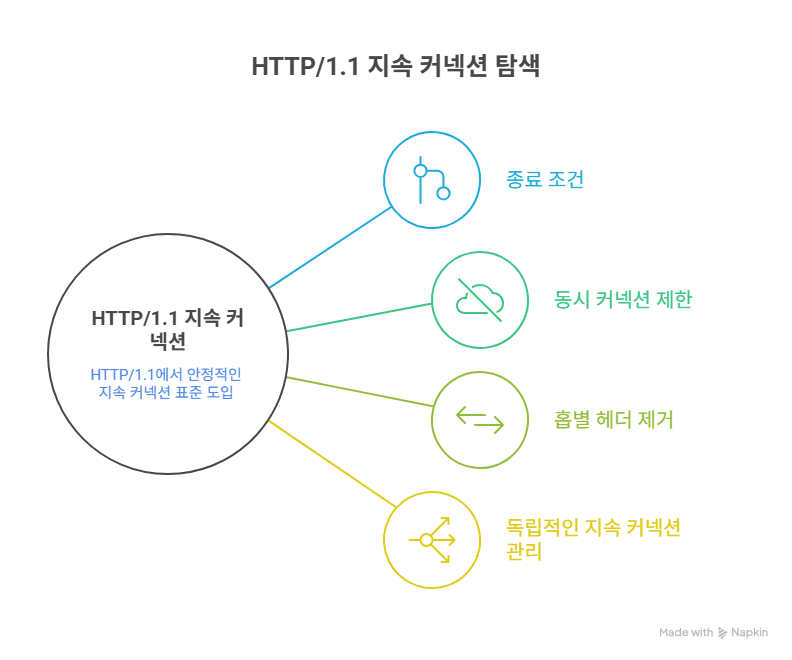 HTTP/1.1 지속 커넥션 탐색
종료 조건
동시 커넥션 제한
HTTP/1.1 지속 커
넥션
HTTP/1.1에서 안정적인
지속 커넥션 표준 도입
홉별 헤더 제거
독립적인 지속 커넥션
관리
Made with Napkin